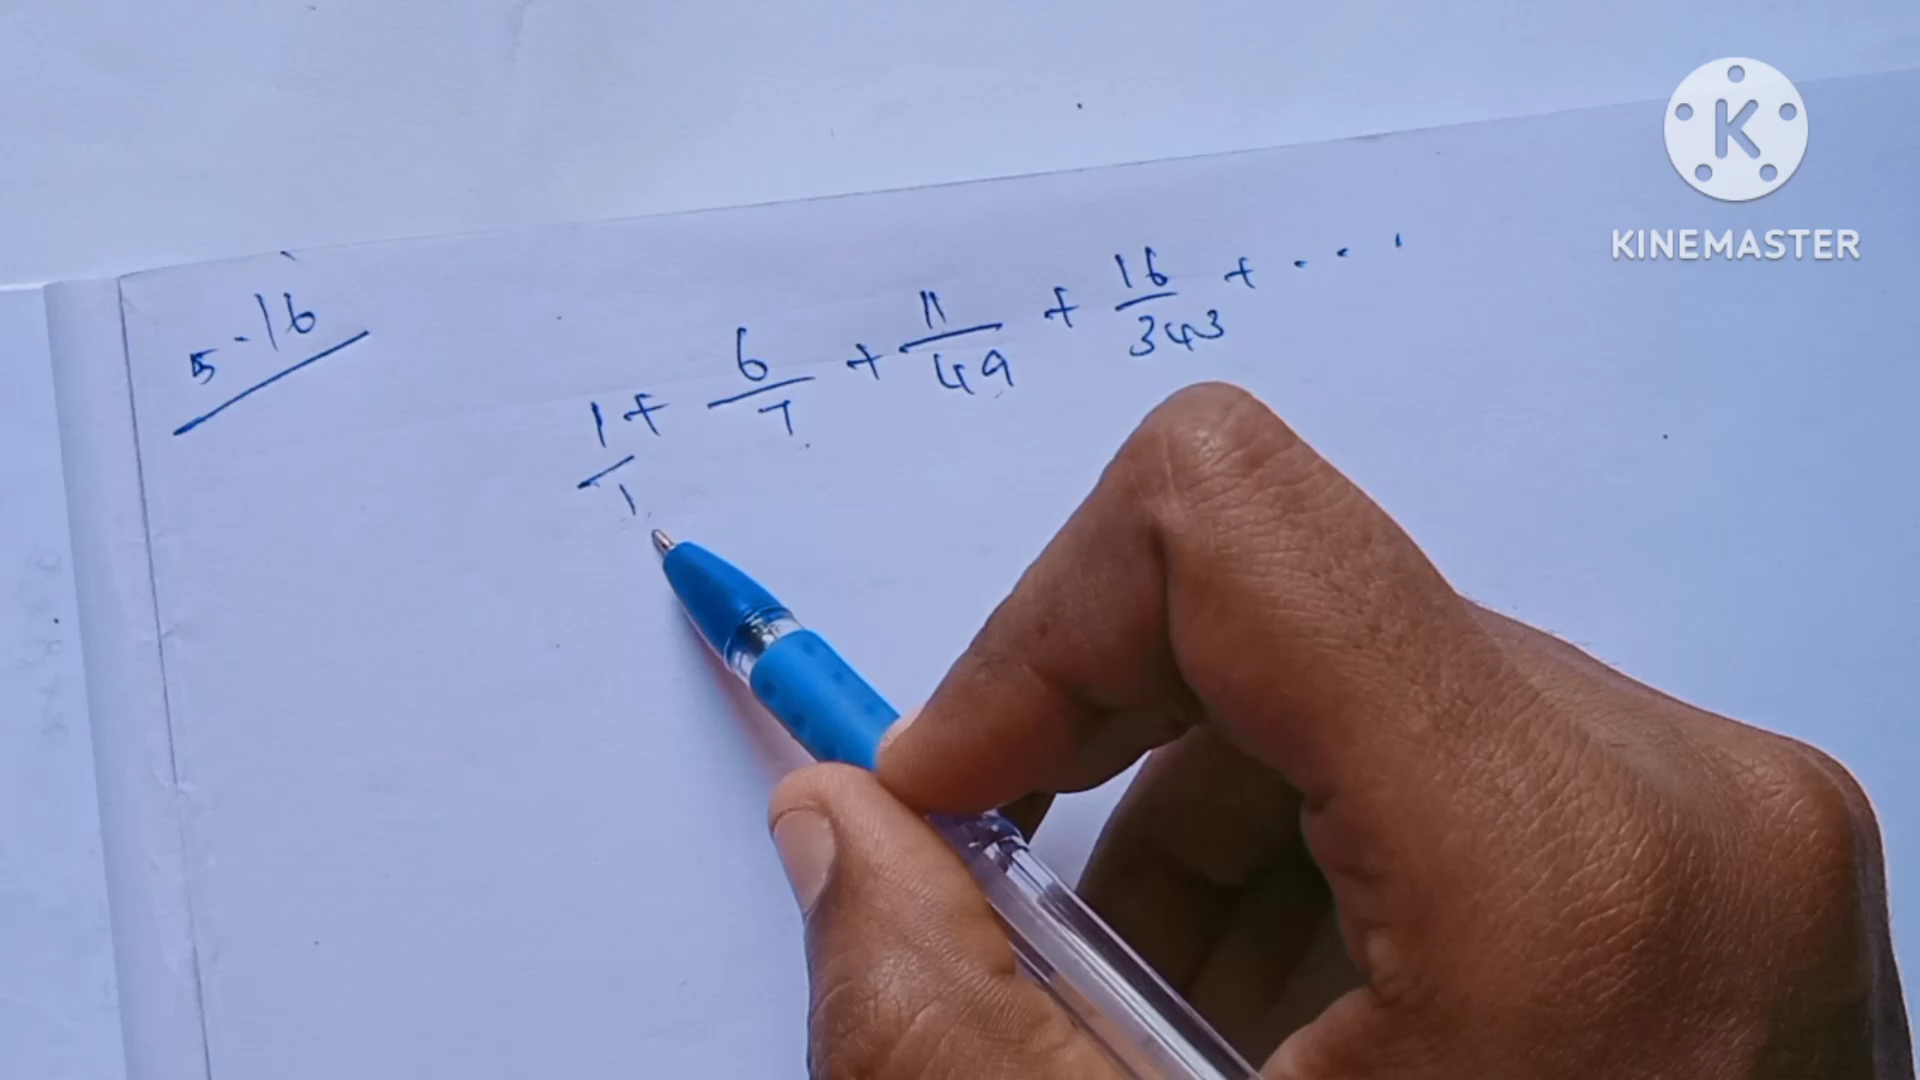 K
KINEMASTER
5.16
1/1 + 6/7 + 11/49 + 16/343 + ....